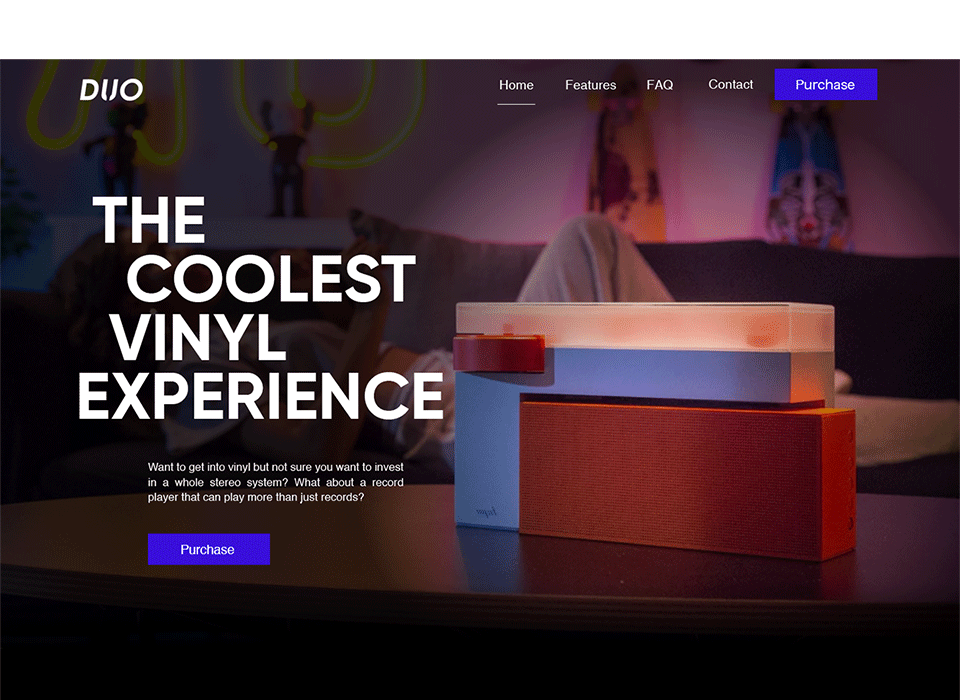 DUO
Home Features FAQ Contact Purchase
THE
COOLEST
VINYL
EXPERIENCE
Want to get into vinyl but not sure you want to invest
in a whole stereo system? What about a record
player that can play more than just records?
Purchase